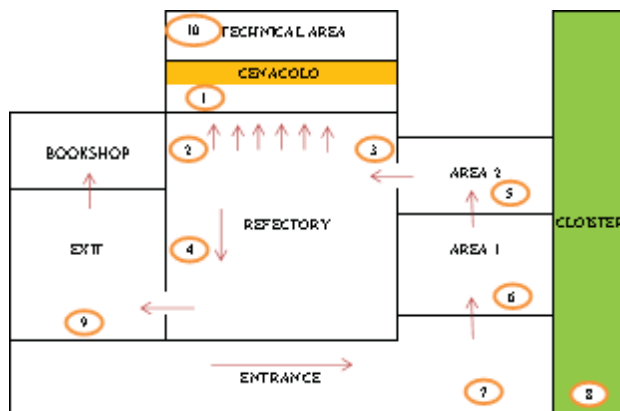 10 TECHNICAL AREA
CENACOLO
1
2
3
BOOKSHOP
AREA 2
5
4
REFECTORY
CLOISTER
EXIT
AREA 1
6
9
ENTRANCE
7
8